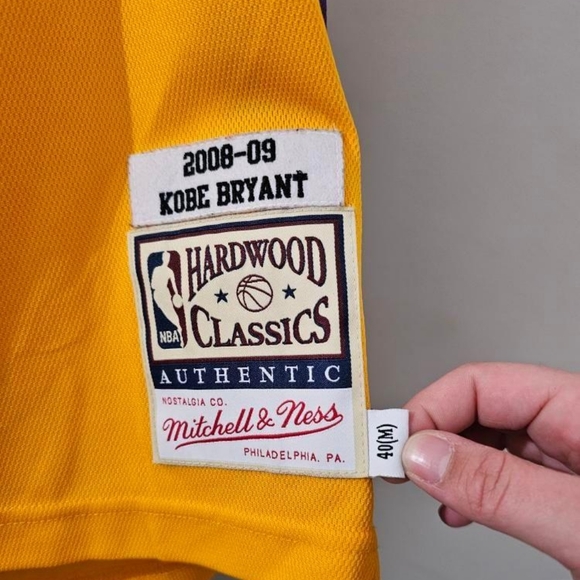 2008-09
KOBE BRYANT
HARDWOOD
NBA
CLASSICS
AUTHENTIC
NOSTALGIA CO.
Mitchell & Ness
PHILADELPHIA, PA.
40(M)